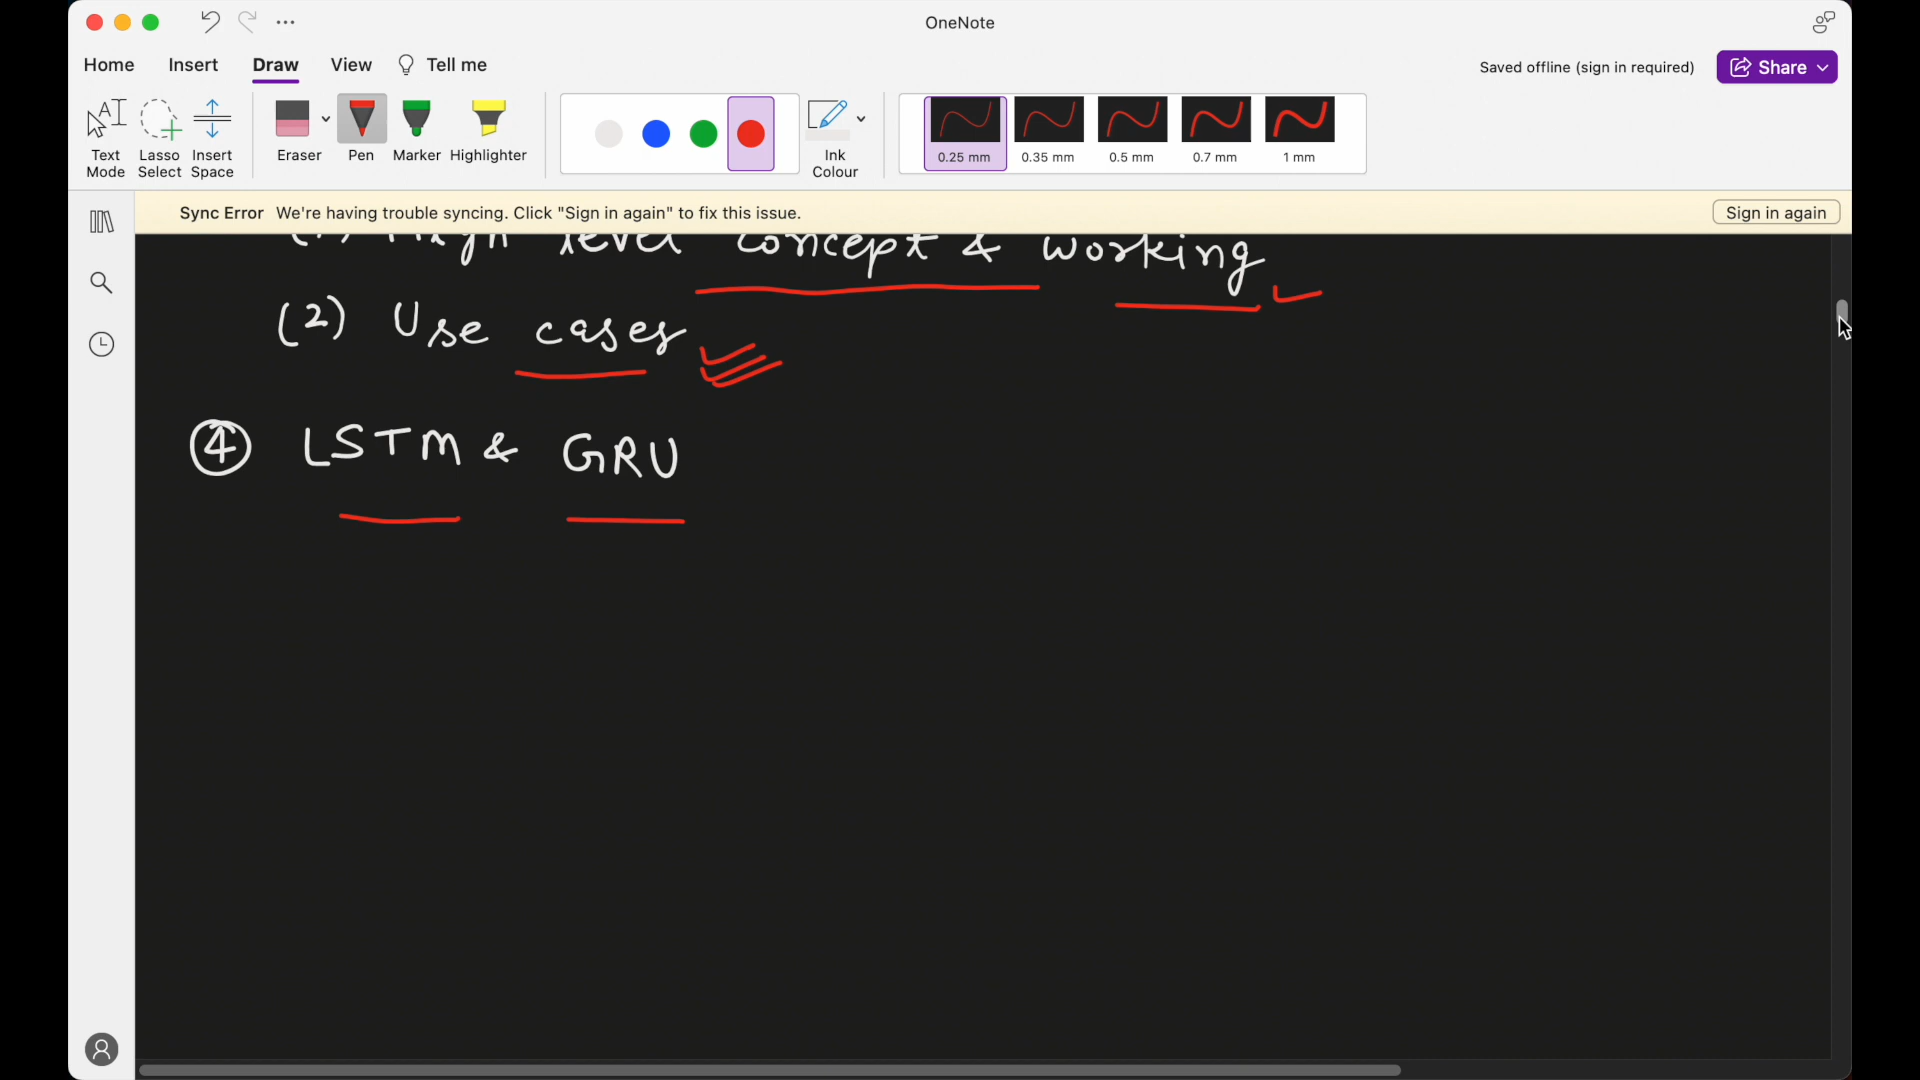 OneNote
Home Insert Draw View Tell me
Saved offline (sign in required) Share
Text Mode
Lasso Select
Insert Space
Eraser
Pen
Marker
Highlighter
Ink Colour
0.25 mm 0.35 mm 0.5 mm 0.7 mm 1 mm
Sync Error We're having trouble syncing. Click "Sign in again" to fix this issue. Sign in again
(1) High level concept & working
(2) Use cases
④ LSTM & GRU